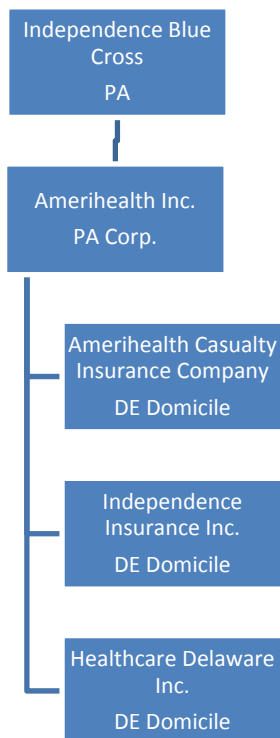 Independence Blue
Cross
PA
Amerihealth Inc.
PA Corp.
Amerihealth Casualty
Insurance Company
DE Domicile
Independence
Insurance Inc.
DE Domicile
Healthcare Delaware
Inc.
DE Domicile